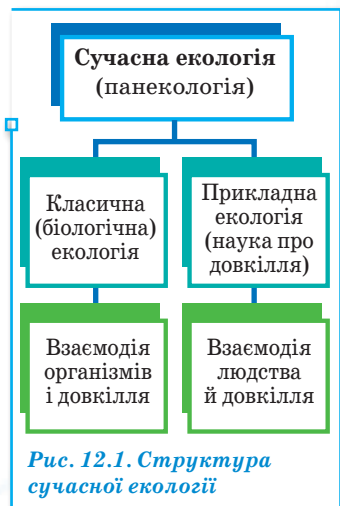 Сучасна екологія
(панекологія)
Класична
(біологічна)
екологія
Прикладна
екологія
(наука про
довкілля)
Взаємодія
організмів
і довкілля
Взаємодія
людства
й довкілля
Рис. 12.1. Структура
сучасної екології